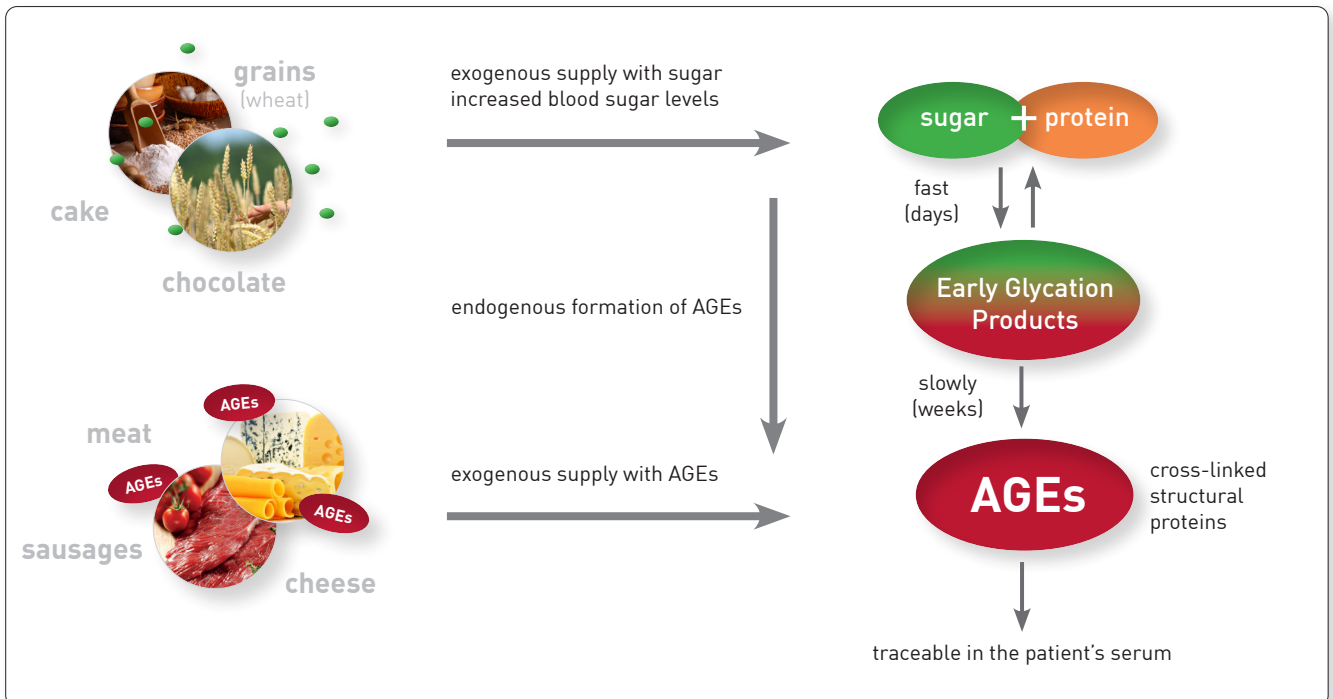 grains
(wheat)
cake
chocolate
exogenous supply with sugar
increased blood sugar levels
sugar + protein
fast
(days)
Early Glycation
Products
endogenous formation of AGEs
slowly
(weeks)
AGEs
meat
AGEs
AGEs
sausages
cheese
exogenous supply with AGEs
AGEs
cross-linked
structural
proteins
traceable in the patient's serum